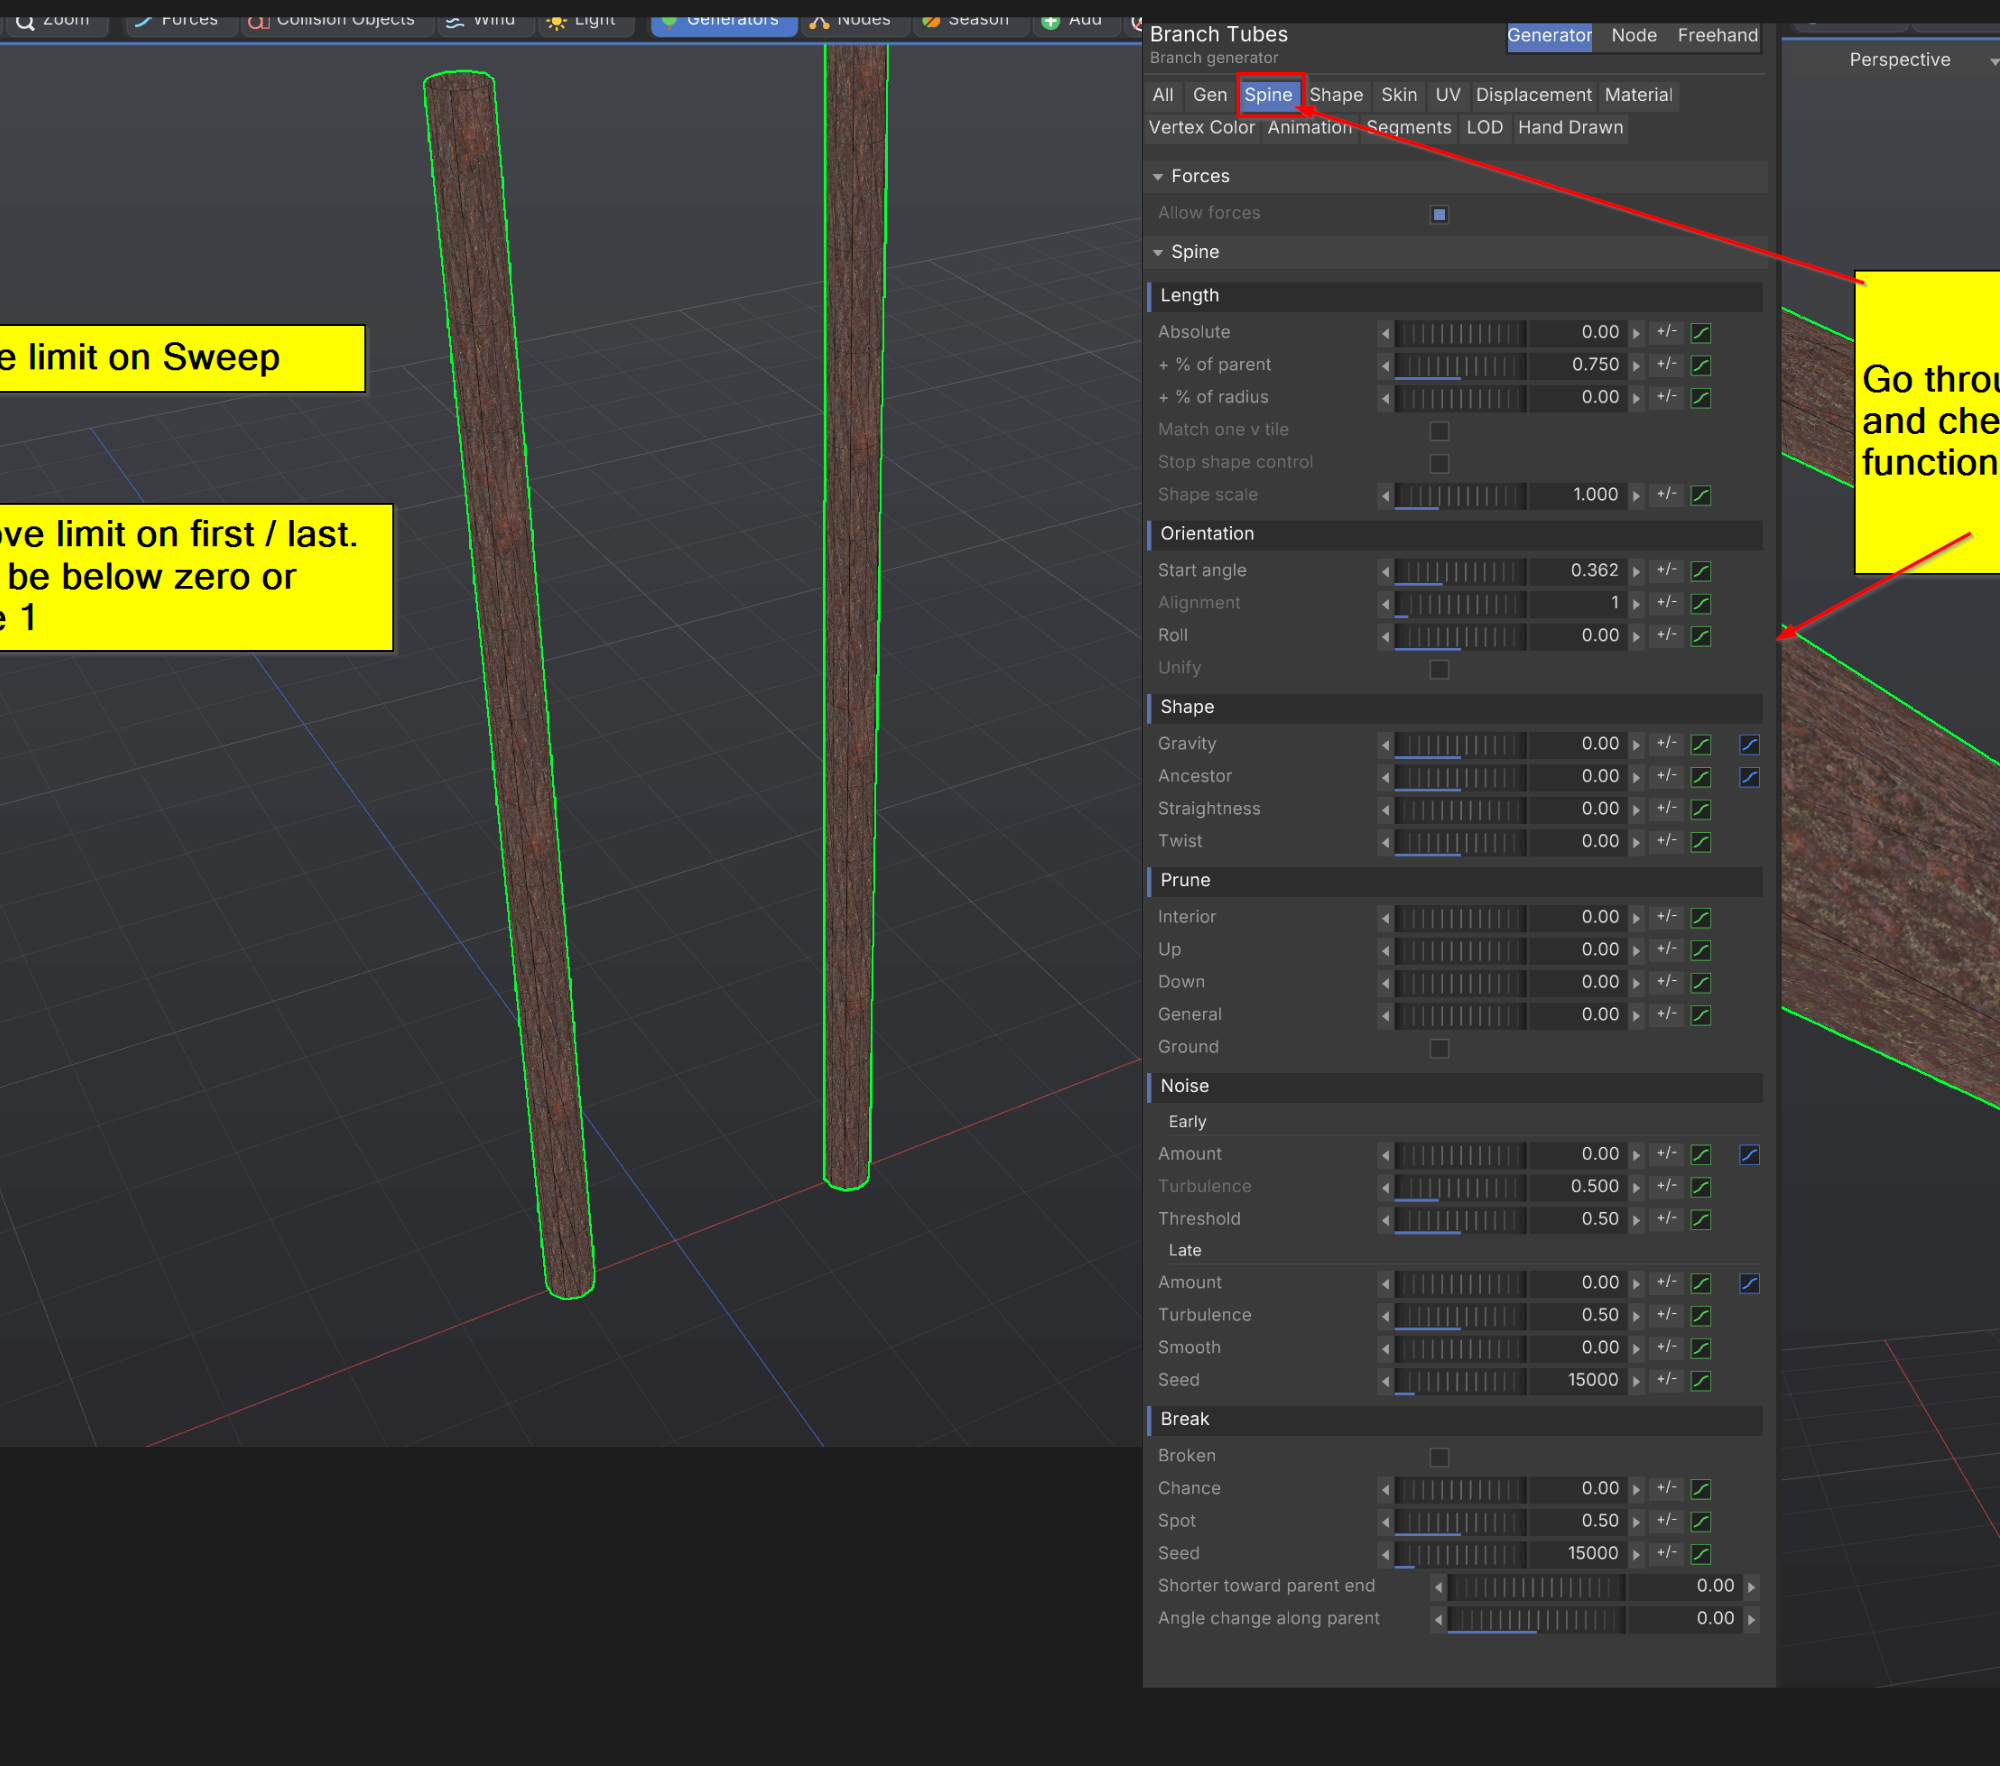 Zoom Forces Collision Objects Wind Light Generators Nodes Season Add
Branch Tubes Generator Node Freehand
Branch generator
Perspective
All Gen Spine Shape Skin UV Displacement Material
Vertex Color Animation Segments LOD Hand Drawn
Forces
Allow forces
Spine
Length
Absolute 0.00 +/-
+ % of parent 0.750 +/-
+ % of radius 0.00 +/-
Match one v tile
Stop shape control
Shape scale 1.000 +/-
Orientation
Start angle 0.362 +/-
Alignment 1 +/-
Roll 0.00 +/-
Unify
Shape
Gravity 0.00 +/-
Ancestor 0.00 +/-
Straightness 0.00 +/-
Twist 0.00 +/-
Prune
Interior 0.00 +/-
Up 0.00 +/-
Down 0.00 +/-
General 0.00 +/-
Ground
Noise
Early
Amount 0.00 +/-
Turbulence 0.500 +/-
Threshold 0.50 +/-
Late
Amount 0.00 +/-
Turbulence 0.50 +/-
Smooth 0.00 +/-
Seed 15000 +/-
Break
Broken
Chance 0.00 +/-
Spot 0.50 +/-
Seed 15000 +/-
Shorter toward parent end 0.00
Angle change along parent 0.00
e limit on Sweep
ve limit on first / last.
be below zero or
e 1
Go throu
and che
function